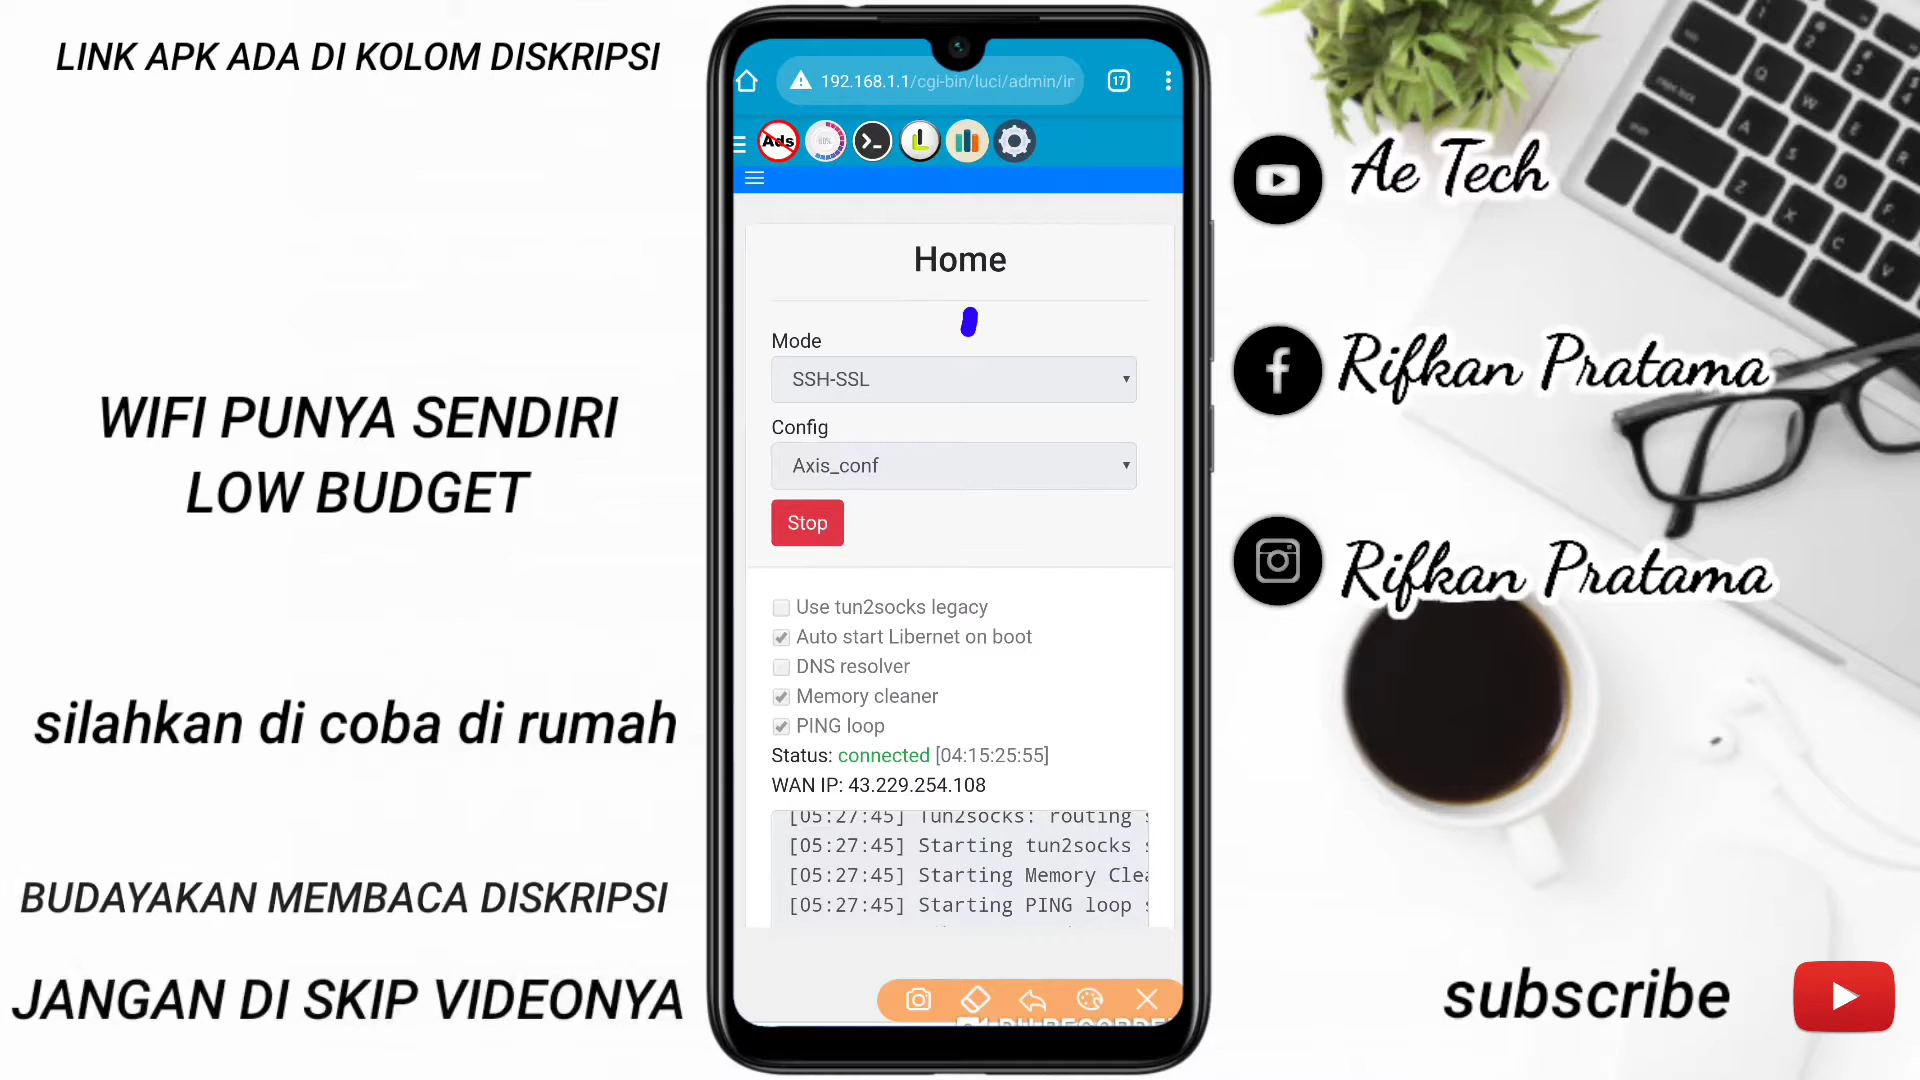 LINK APK ADA DI KOLOM DISKRIPSI
WIFI PUNYA SENDIRI
LOW BUDGET
silahkan di coba di rumah
BUDAYAKAN MEMBACA DISKRIPSI
JANGAN DI SKIP VIDEONYA
192.168.1.1/cgi-bin/luci/admin/in
17
Ads
Home
Mode
SSH-SSL
Config
Axis_conf
Stop
Use tun2socks legacy
Auto start Libernet on boot
DNS resolver
Memory cleaner
PING loop
Status: connected [04:15:25:55]
WAN IP: 43.229.254.108
[05:27:45] Tun2socks: routing s
[05:27:45] Starting tun2socks s
[05:27:45] Starting Memory Clea
[05:27:45] Starting PING loop s
Ae Tech
Rifkan Pratama
Rifkan Pratama
subscribe